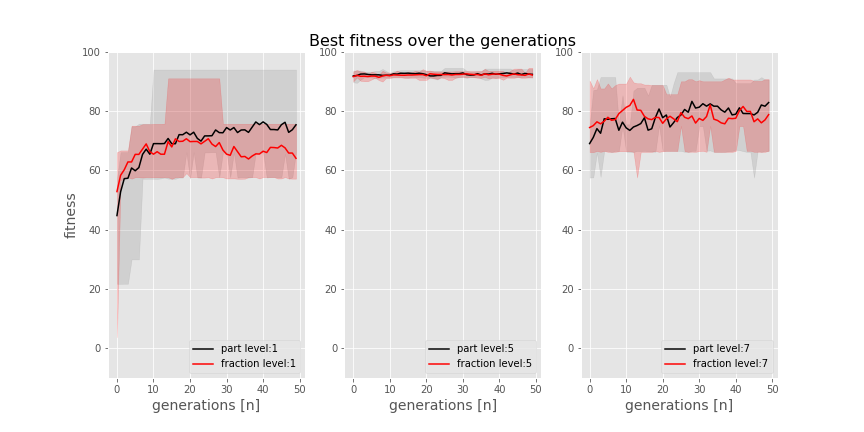 Best fitness over the generations
fitness
100
80
60
40
20
0
part level:1
fraction level:1
0 10 20 30 40 50
generations [n]
100
80
60
40
20
0
part level:5
fraction level:5
0 10 20 30 40 50
generations [n]
100
80
60
40
20
0
part level:7
fraction level:7
0 10 20 30 40 50
generations [n]